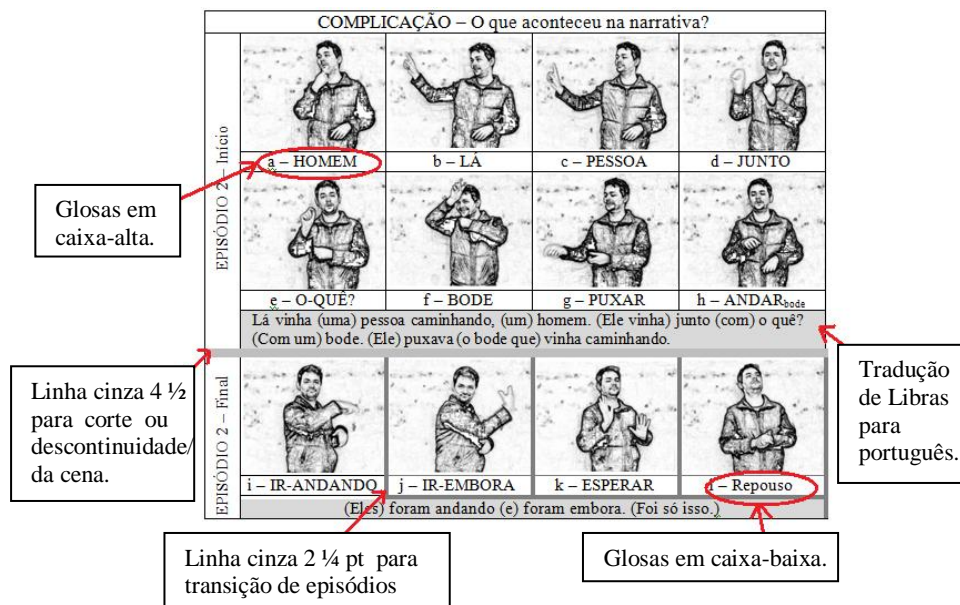 COMPLICAÇÃO – O que aconteceu na narrativa?
EPISÓDIO 2 – Início
a – HOMEM
b – LÁ
c – PESSOA
d – JUNTO
Glosas em
caixa-alta.
e – O-QUÊ?
f – BODE
g – PUXAR
h – ANDARbode
Lá vinha (uma) pessoa caminhando, (um) homem. (Ele vinha) junto (com) o quê?
(Com um) bode. (Ele) puxava (o bode que) vinha caminhando.
Linha cinza 4 ½
para corte ou
descontinuidade/
da cena.
Tradução
de Libras
para
português.
EPISÓDIO 2 – Final
i – IR-ANDANDO
j – IR-EMBORA
k – ESPERAR
l – Repouso
(Eles) foram andando (e) foram embora. (Foi só isso.)
Linha cinza 2 ¼ pt para
transição de episódios
Glosas em caixa-baixa.